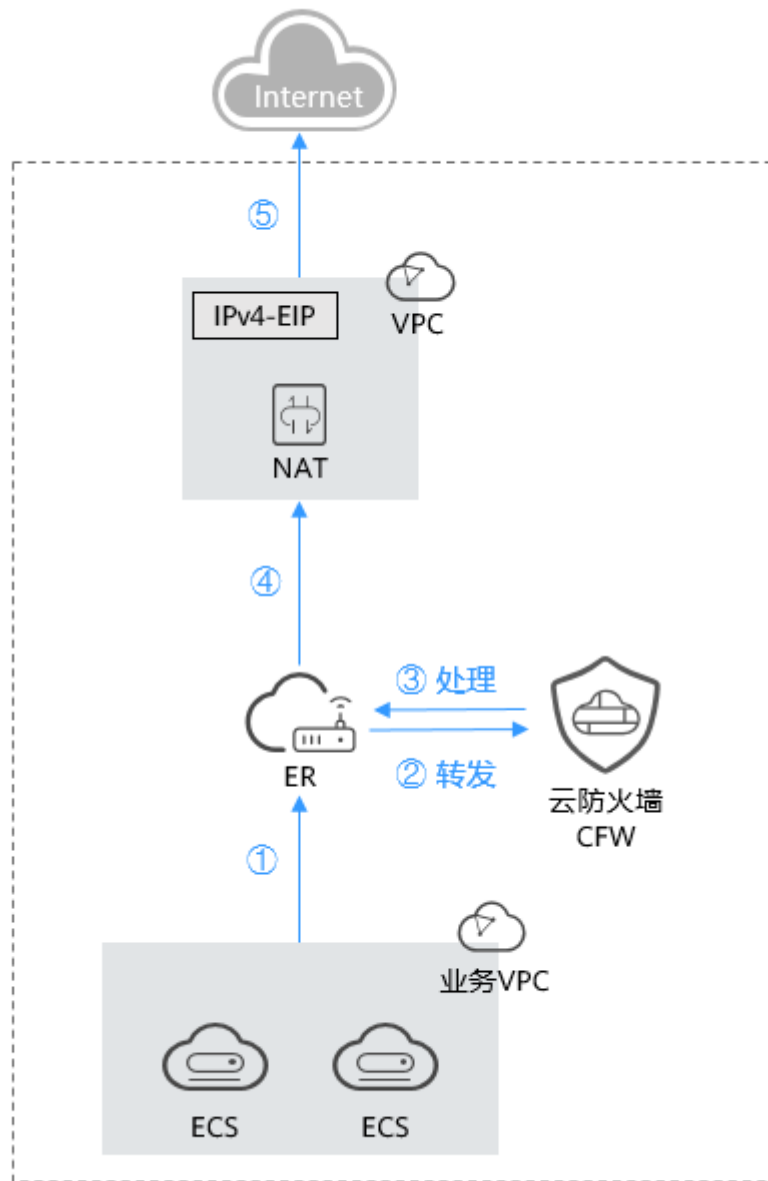 Internet
⑤
IPv4-EIP
VPC
NAT
④
③ 处理
ER
② 转发
云防火墙
CFW
①
业务VPC
ECS
ECS